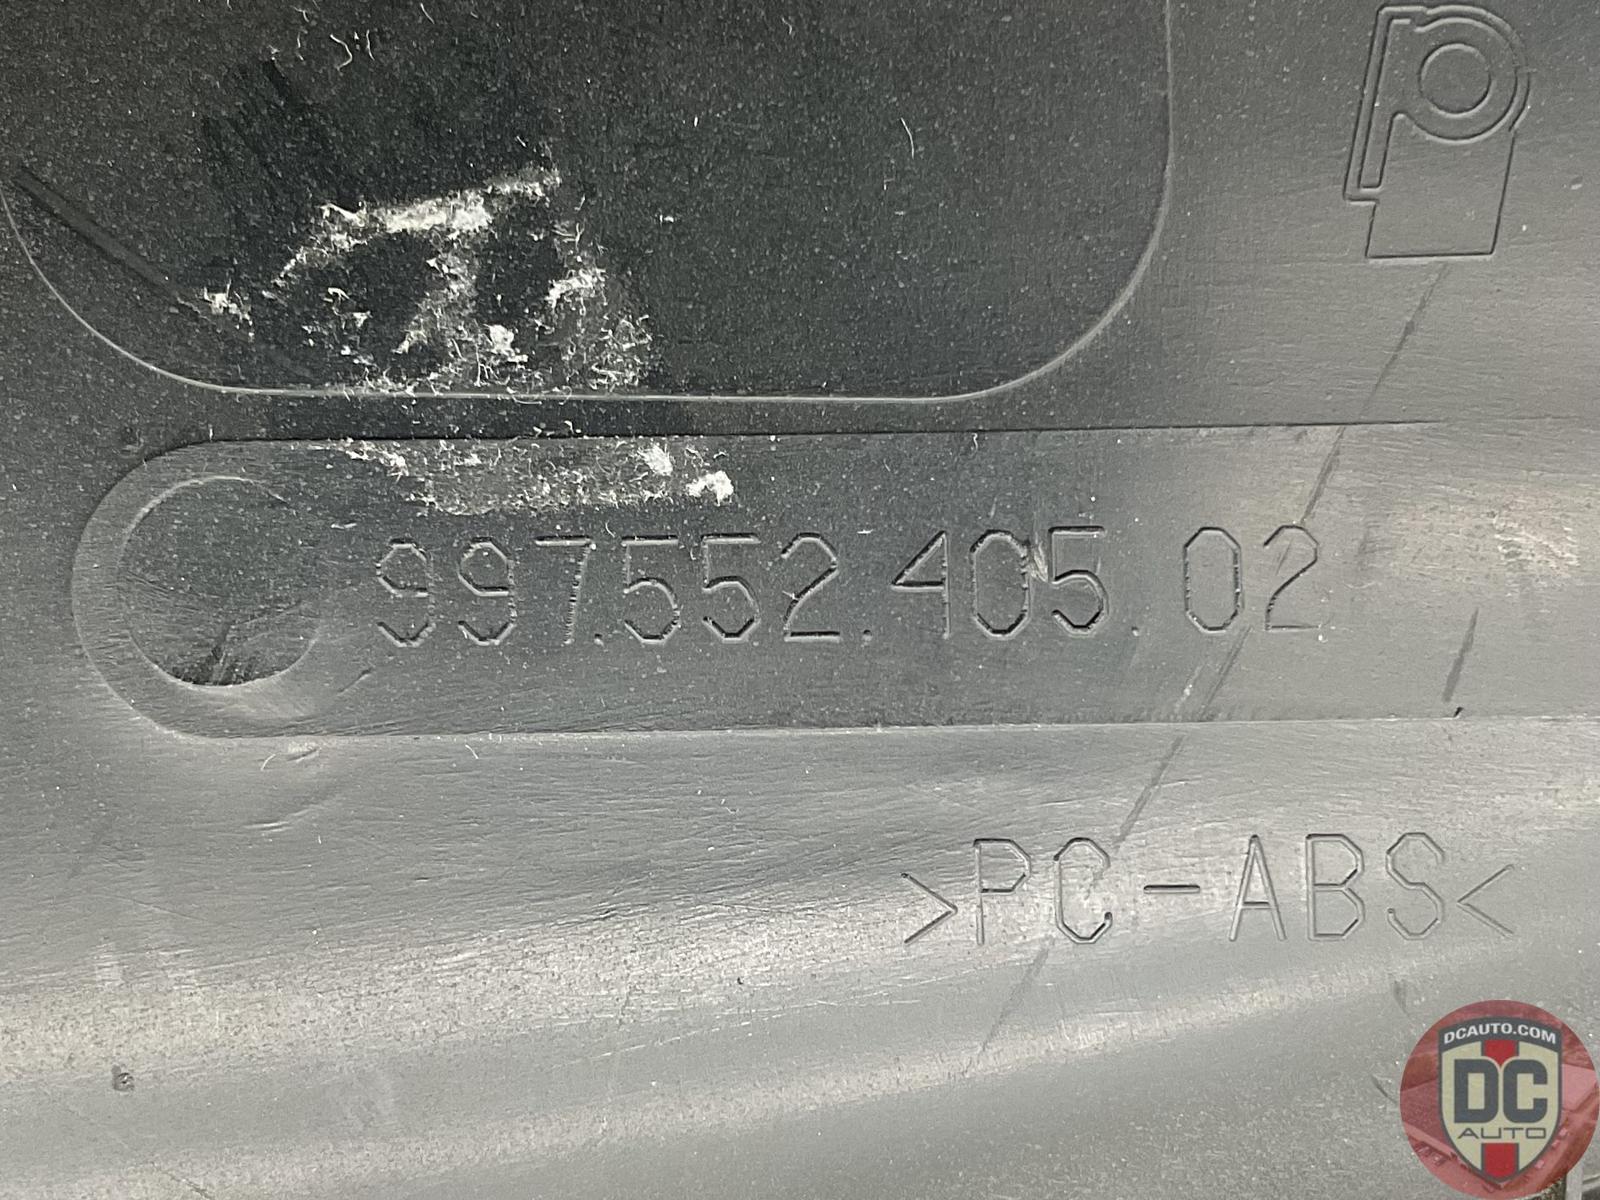 997.552.405.02
>PC-ABS<
DCAUTO.COM
DC
AUTO